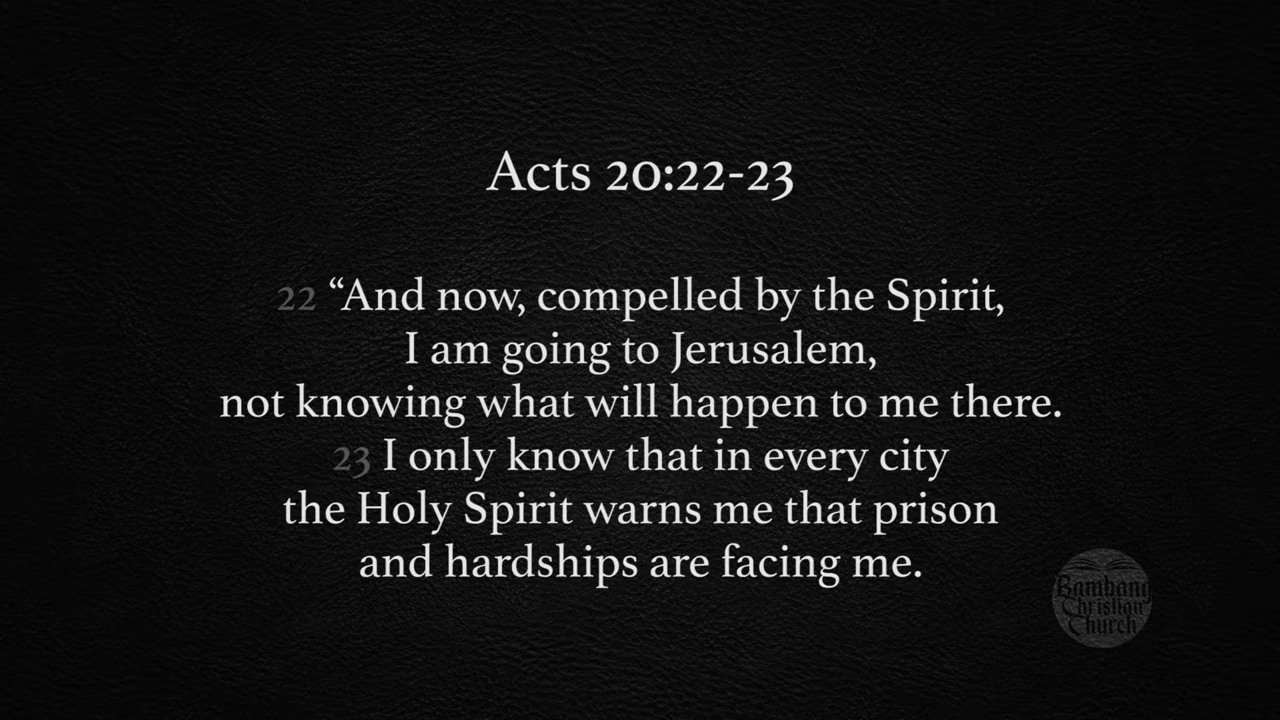 Acts 20:22-23
22 “And now, compelled by the Spirit,
I am going to Jerusalem,
not knowing what will happen to me there.
23 I only know that in every city
the Holy Spirit warns me that prison
and hardships are facing me.
Bambang
Christian
Church